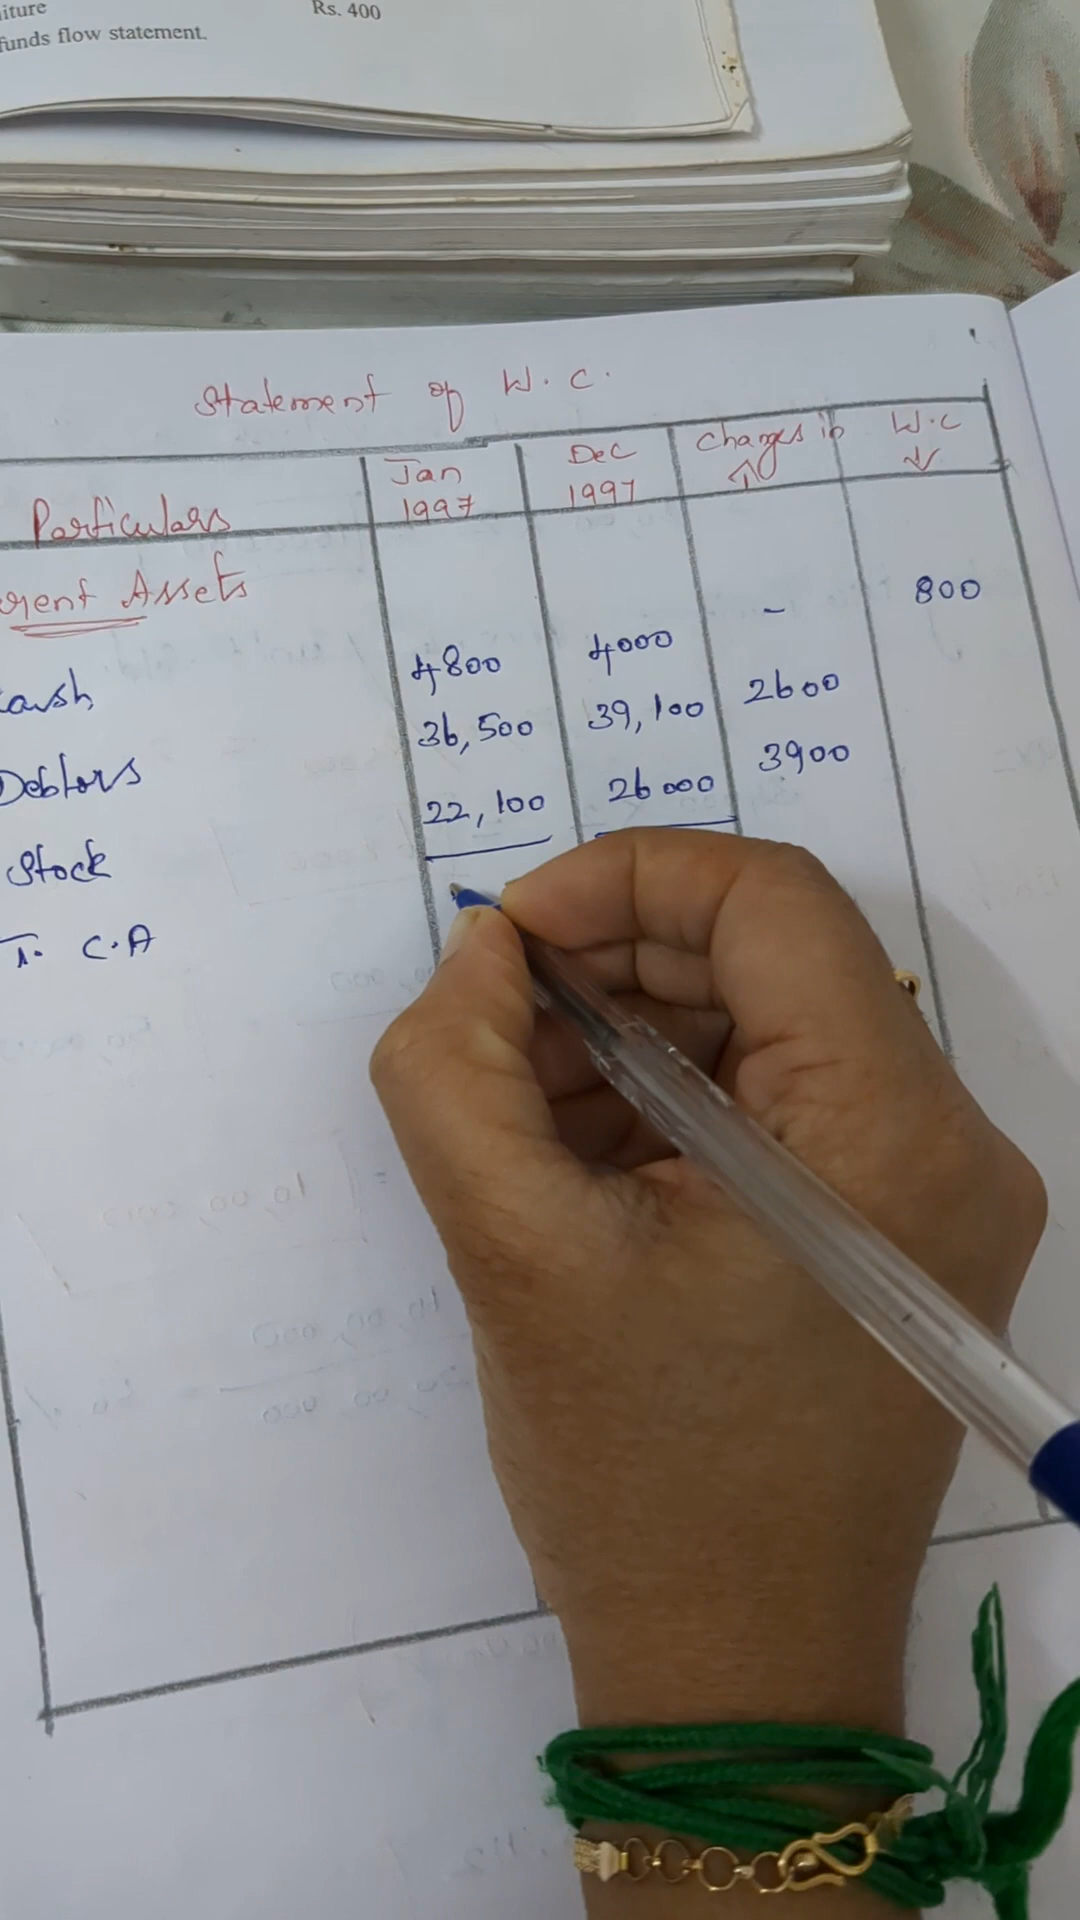 iture Rs. 400
funds flow statement.
Statement of W.C.
Particulars Jan 1997 Dec 1997 Changes in ↑ W.C ↓
rent Assets
Cash 4800 4000 - 800
Debtors 36,500 39,100 2600
Stock 22,100 26000 3900
T. C.A